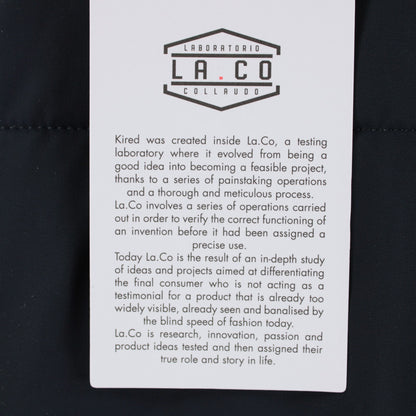 LABORATORIO
LA.CO
COLLAUDO
Kired was created inside La.Co, a testing
laboratory where it evolved from being a
good idea into becoming a feasible project,
thanks to a series of painstaking operations
and a thorough and meticulous process.
La.Co involves a series of operations carried
out in order to verify the correct functioning of
an invention before it had been assigned a
precise use.
Today La.Co is the result of an in-depth study
of ideas and projects aimed at differentiating
the final consumer who is not acting as a
testimonial for a product that is already too
widely visible, already seen and banalised by
the blind speed of fashion today.
La.Co is research, innovation, passion and
product ideas tested and then assigned their
true role and story in life.